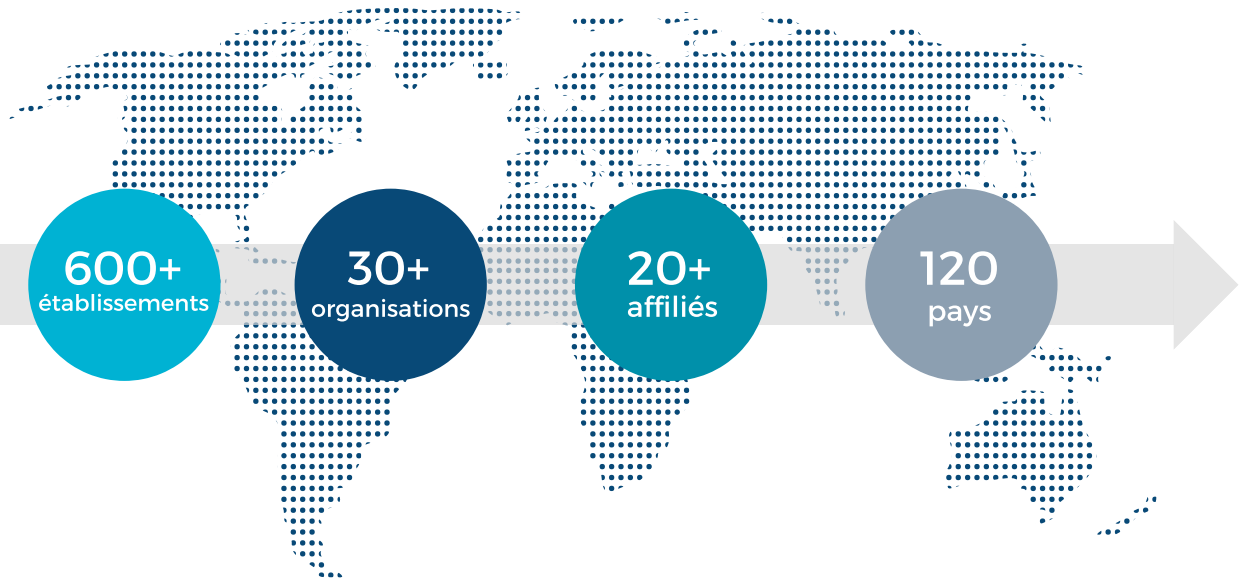 600+
établissements
30+
organisations
20+
affiliés
120
pays